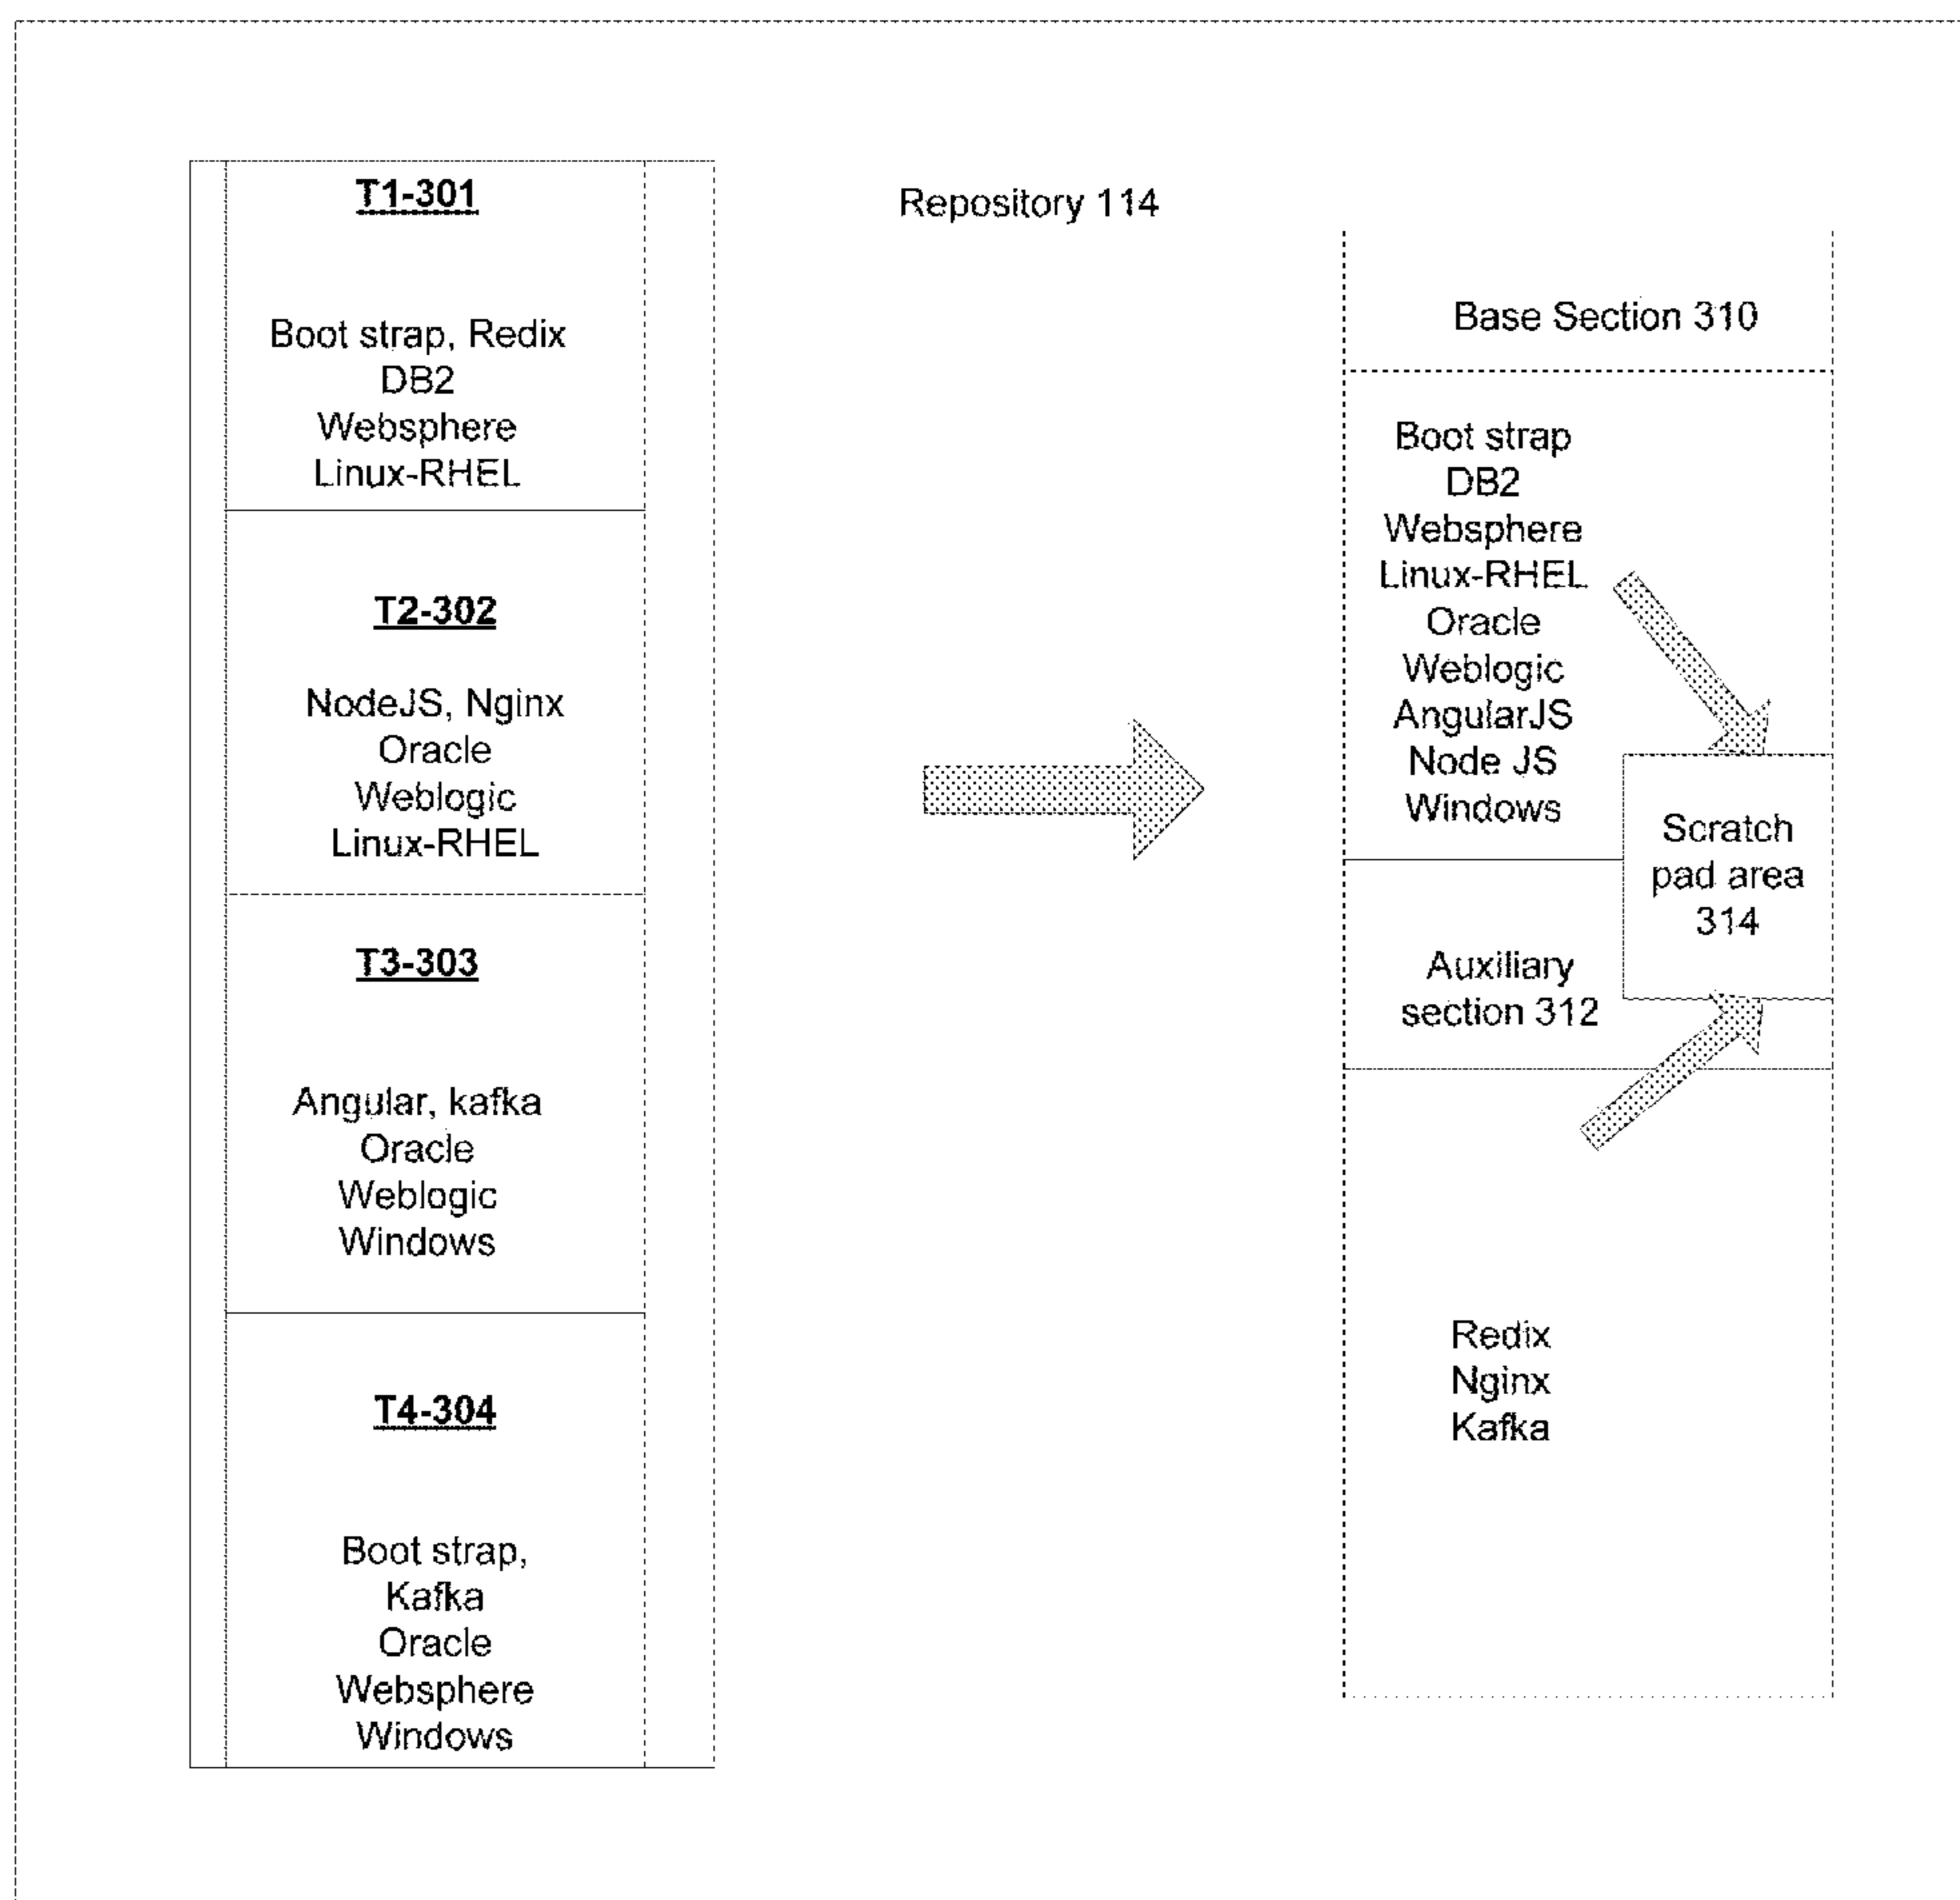 T1-301
Boot strap, Redix
DB2
Websphere
Linux-RHEL
T2-302
NodeJS, Nginx
Oracle
Weblogic
Linux-RHEL
T3-303
Angular, kafka
Oracle
Weblogic
Windows
T4-304
Boot strap,
Kafka
Oracle
Websphere
Windows
Repository 114
Base Section 310
Boot strap
DB2
Websphere
Linux-RHEL
Oracle
Weblogic
AngularJS
Node JS
Windows
Scratch
pad area
314
Auxiliary
section 312
Redix
Nginx
Kafka